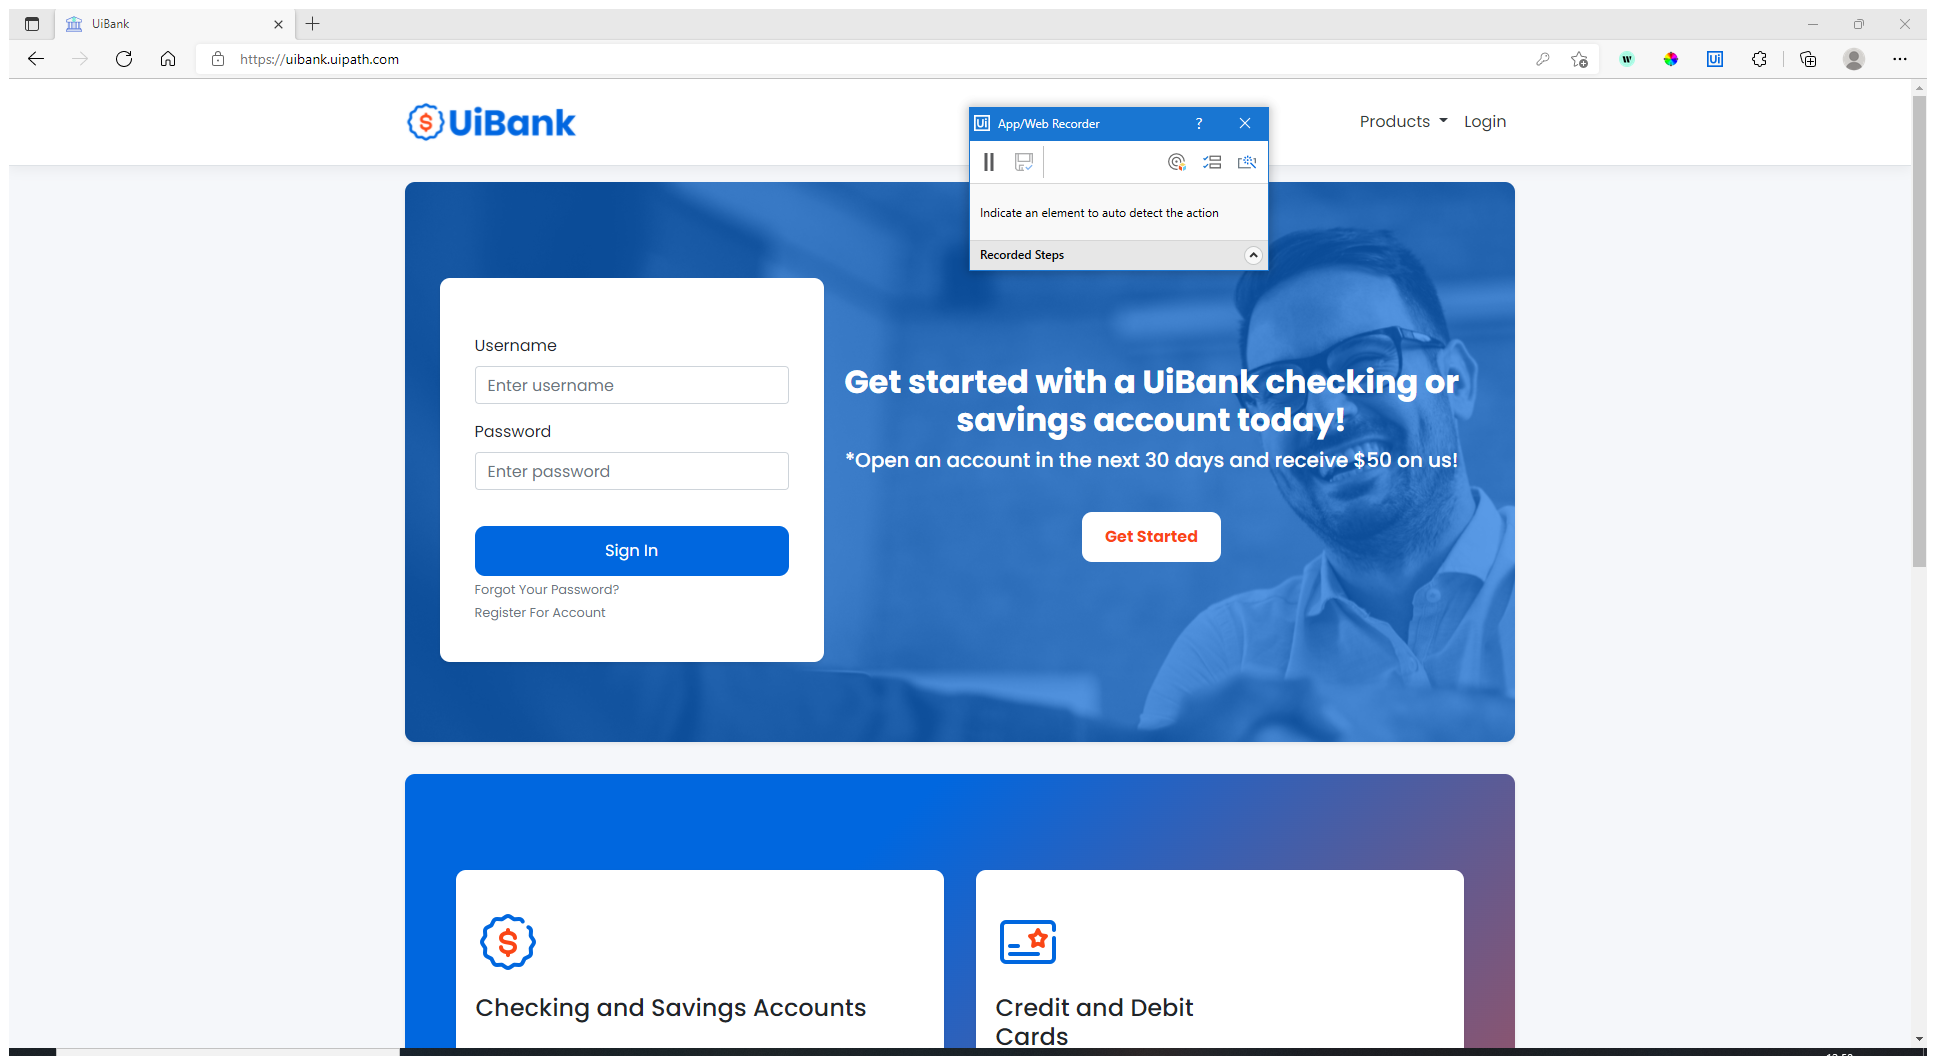 UiBank
https://uibank.uipath.com
Ui
UiBank
Ui App/Web Recorder ?
Products Login
Indicate an element to auto detect the action
Recorded Steps
Username
Enter username
Password
Enter password
Sign In
Forgot Your Password?
Register For Account
Get started with a UiBank checking or
savings account today!
*Open an account in the next 30 days and receive $50 on us!
Get Started
Checking and Savings Accounts
Credit and Debit
Cards